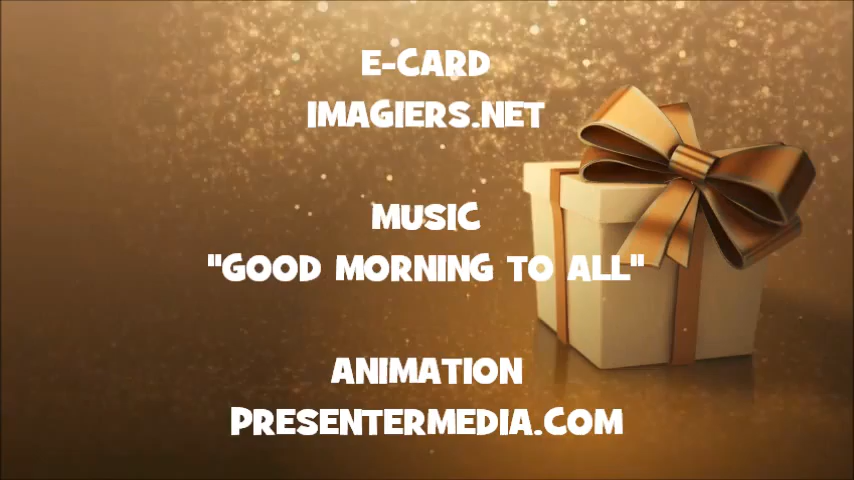 E-CARD
IMAGIERS.NET
MUSIC
"GOOD MORNING TO ALL"
ANIMATION
PRESENTERMEDIA.COM